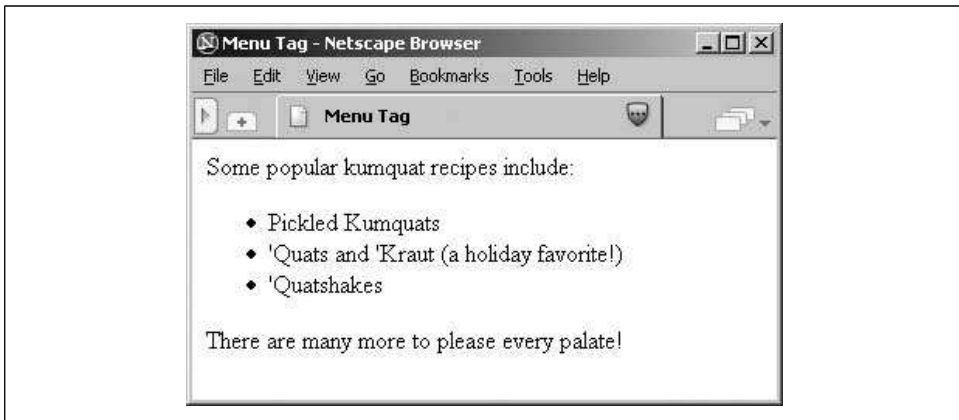 Menu Tag - Netscape Browser
File Edit View Go Bookmarks Tools Help
Menu Tag
Some popular kumquat recipes include:
• Pickled Kumquats
• 'Quats and 'Kraut (a holiday favorite!)
• 'Quatshakes
There are many more to please every palate!